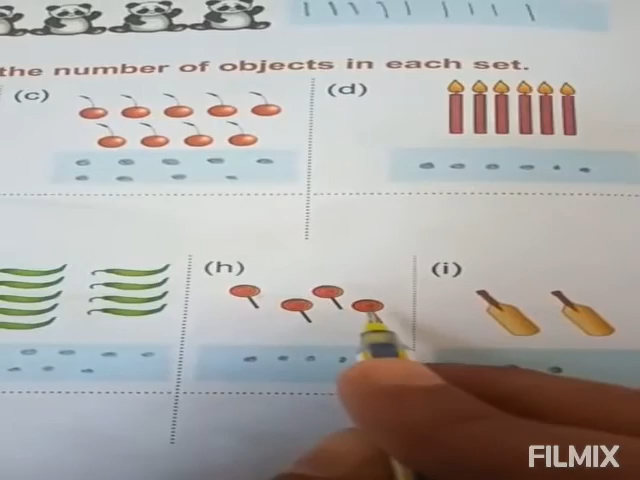 the number of objects in each set.
(c)
(d)
(h)
(i)
FILMIX